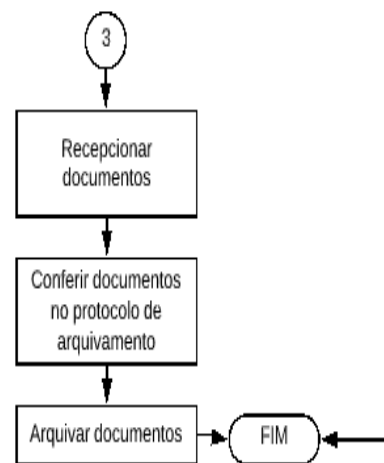 3
Recepcionar
documentos
Conferir documentos
no protocolo de
arquivamento
Arquivar documentos
FIM